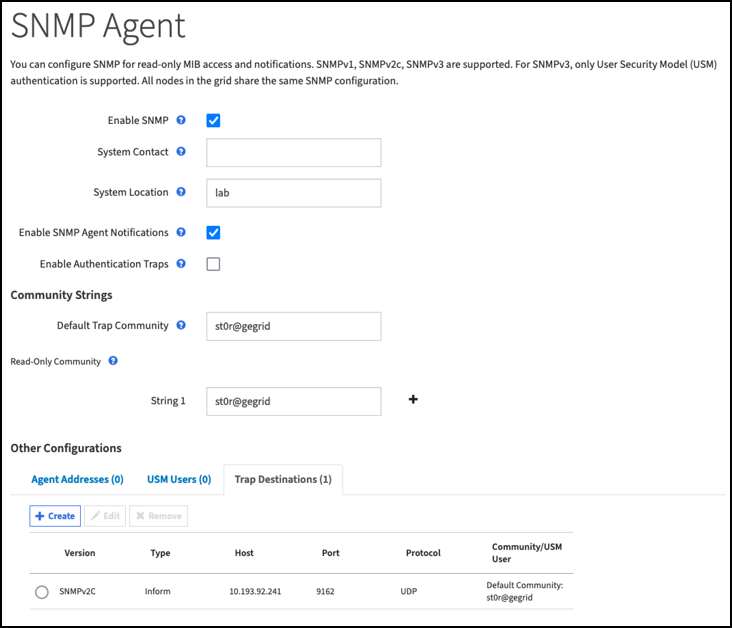 SNMP Agent
You can configure SNMP for read-only MIB access and notifications. SNMPv1, SNMPv2c, SNMPv3 are supported. For SNMPv3, only User Security Model (USM)
authentication is supported. All nodes in the grid share the same SNMP configuration.
Enable SNMP ?
System Contact ?
System Location ? lab
Enable SNMP Agent Notifications ?
Enable Authentication Traps ?
Community Strings
Default Trap Community ? st0r@gegrid
Read-Only Community ?
String 1 st0r@gegrid +
Other Configurations
Agent Addresses (0) USM Users (0) Trap Destinations (1)
+ Create Edit Remove
Version Type Host Port Protocol Community/USM
User
SNMPv2C Inform 10.193.92.241 9162 UDP Default Community:
st0r@gegrid